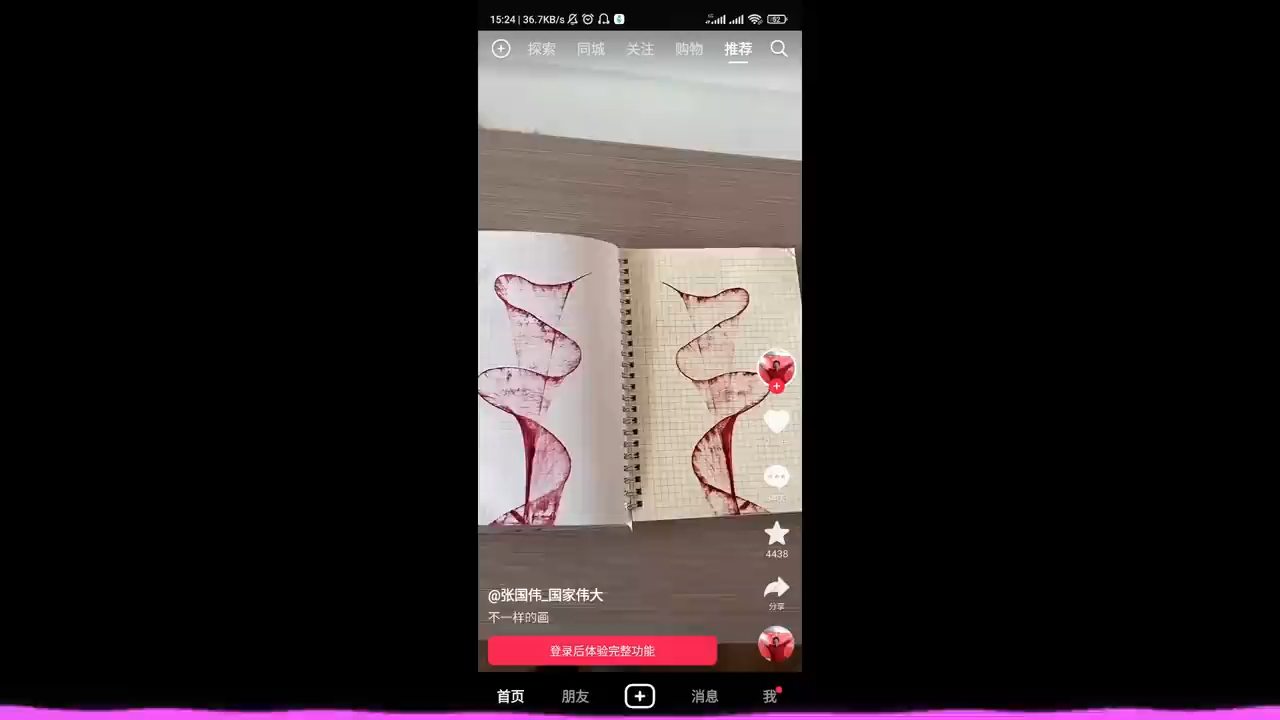 15:24 | 36.7KB/s
62
探索 同城 关注 购物 推荐
4438
分享
@张国伟_国家伟大
不一样的画
登录后体验完整功能
首页 朋友 消息 我